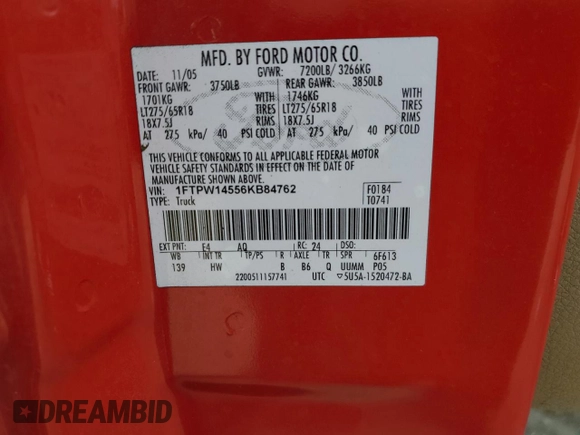 MFD. BY FORD MOTOR CO.
DATE: 11/05 GVWR: 7200LB/ 3266KG
FRONT GAWR: 3750LB REAR GAWR: 3850LB
1701KG WITH 1746KG WITH
LT275/65R18 TIRES LT275/65R18 TIRES
18X7.5J RIMS 18X7.5J RIMS
AT 275 kPa/ 40 PSI COLD AT 275 kPa/ 40 PSI COLD
THIS VEHICLE CONFORMS TO ALL APPLICABLE FEDERAL MOTOR
VEHICLE SAFETY STANDARDS IN EFFECT ON THE DATE OF
MANUFACTURE SHOWN ABOVE.
VIN: 1FTPW14556KB84762 F0184
TYPE: Truck T0741
EXT PNT: F4 AQ RC: 24 DSO:
WB INT TR TP/PS R AXLE TR SPR 6F613
139 HW B B6 Q UUMM P05
2200511157741 UTC ▽5U5A-1520472-BA
DREAMBID